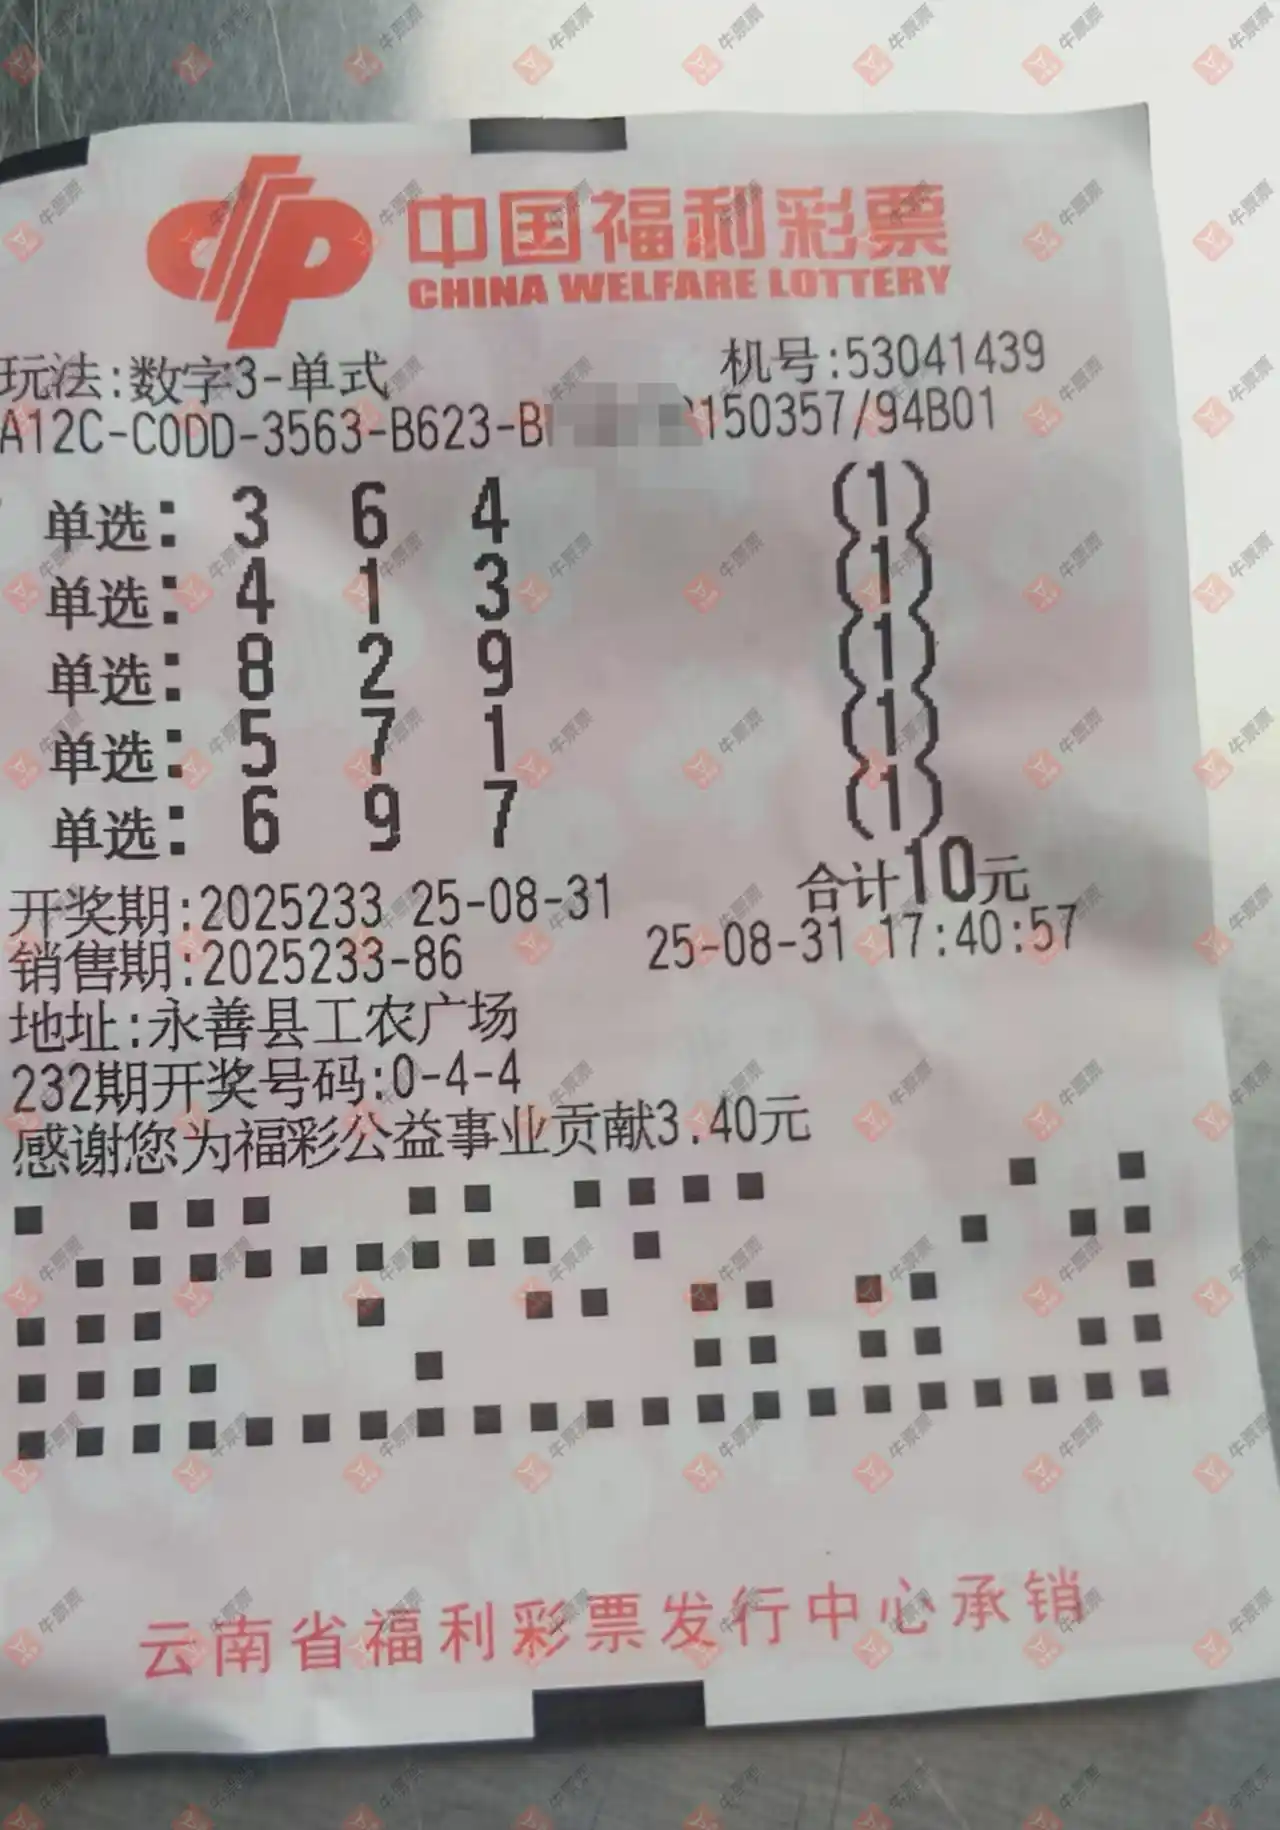 中国福利彩票
CHINA WELFARE LOTTERY
玩法:数字3-单式 机号:53041439
A12C-C0DD-3563-B623-B 150357/94B01
单选: 3 6 4 (1)
单选: 4 1 3 (1)
单选: 8 2 9 (1)
单选: 5 7 1 (1)
单选: 6 9 7 (1)
合计10元
开奖期:2025233 25-08-31
销售期:2025233-86 25-08-31 17:40:57
地址:永善县工农广场
232期开奖号码:0-4-4
感谢您为福彩公益事业贡献3.40元
云南省福利彩票发行中心承销
牛票票